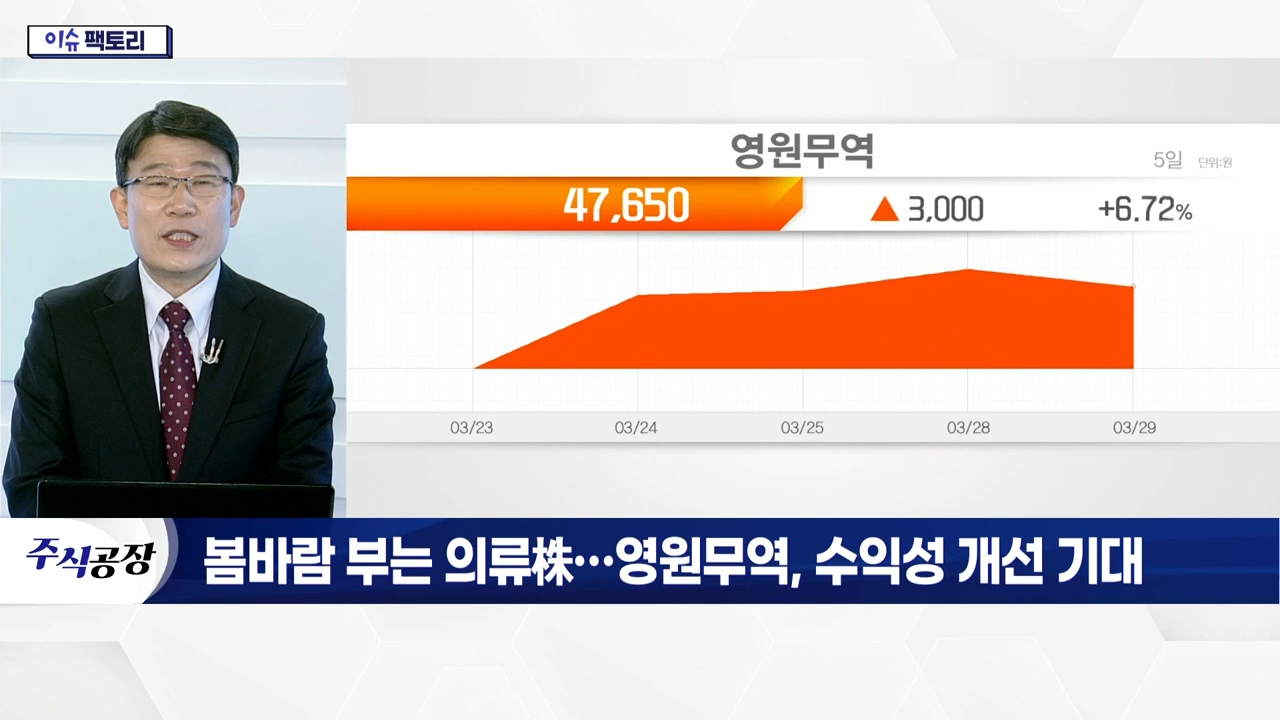 이슈 팩토리
영원무역
5일 단위:원
47,650 ▲ 3,000 +6.72%
03/23 03/24 03/25 03/28 03/29
주식공장
봄바람 부는 의류株…영원무역, 수익성 개선 기대